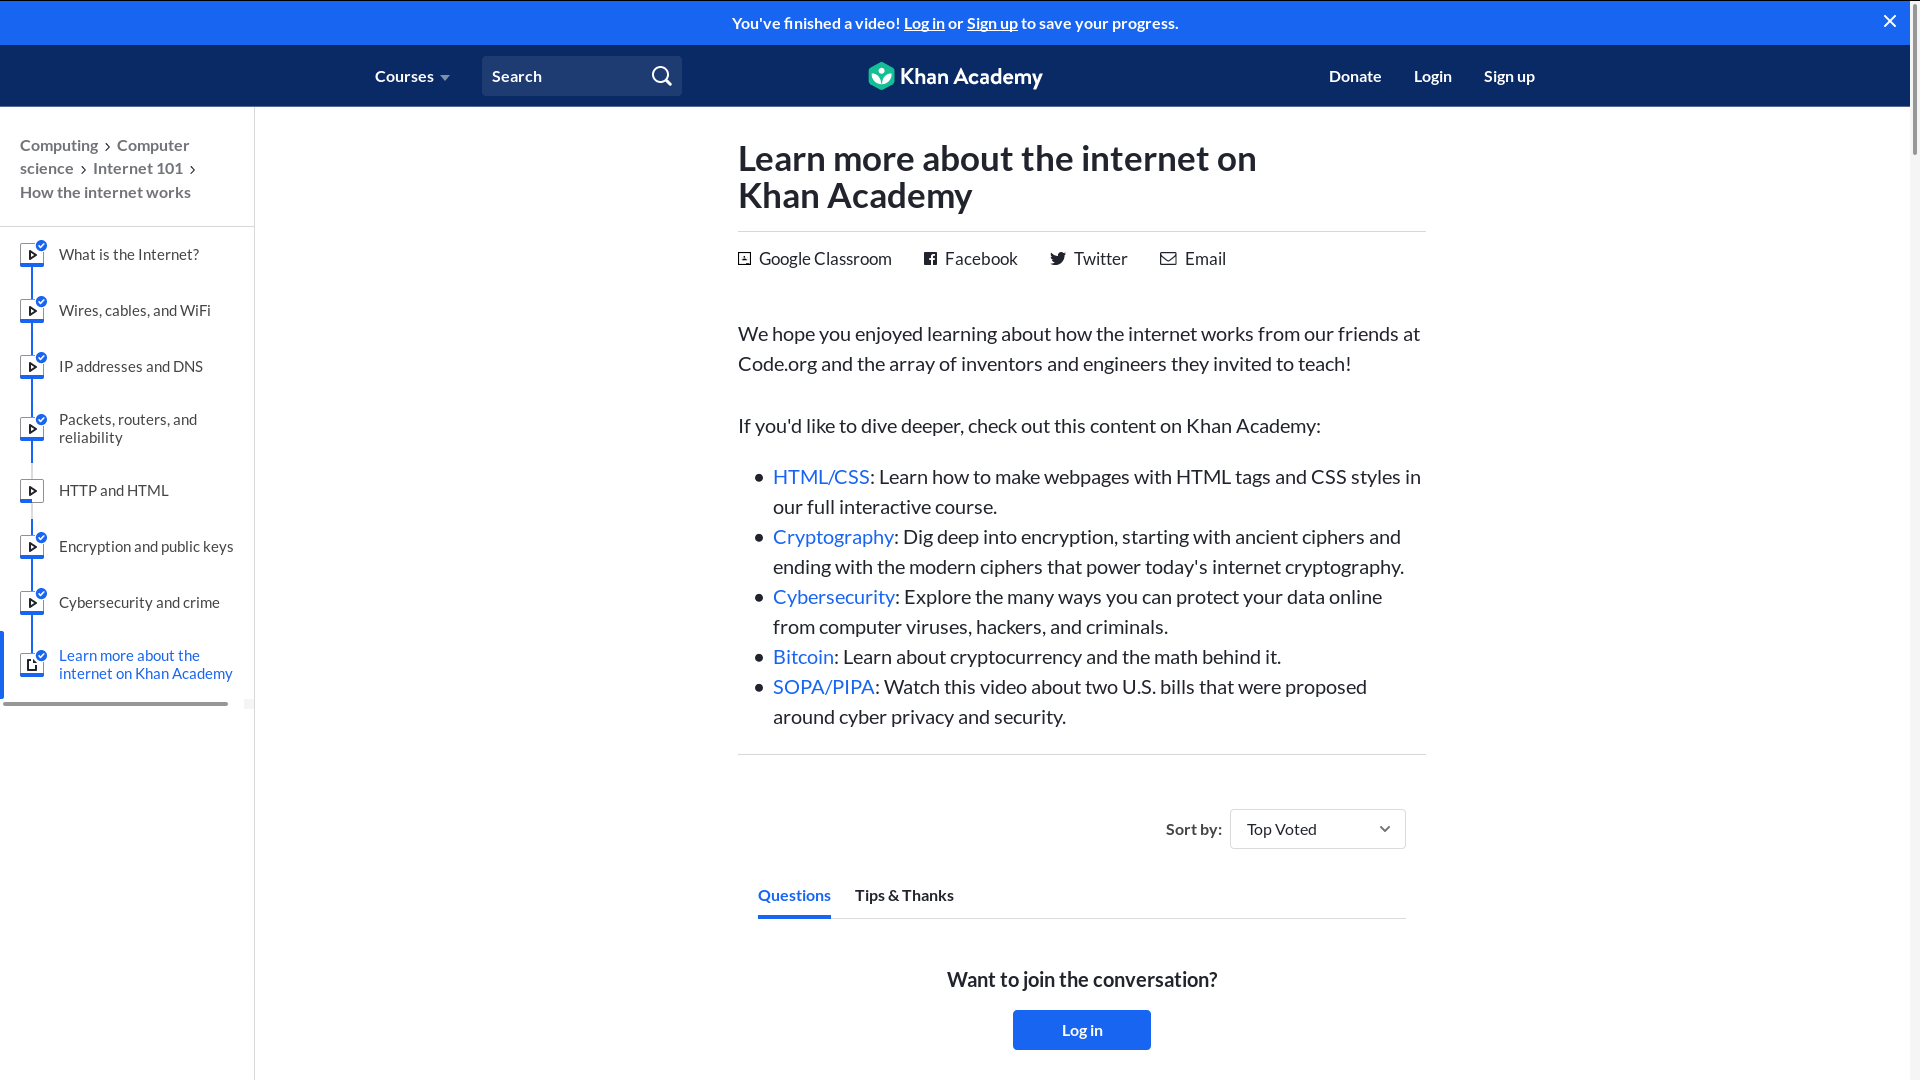 You've finished a video! Log in or Sign up to save your progress.
Courses
Search
Khan Academy
Donate
Login
Sign up
Computing > Computer
science > Internet 101 >
How the internet works
What is the Internet?
Wires, cables, and WiFi
IP addresses and DNS
Packets, routers, and
reliability
HTTP and HTML
Encryption and public keys
Cybersecurity and crime
Learn more about the
internet on Khan Academy
Learn more about the internet on
Khan Academy
Google Classroom
Facebook
Twitter
Email
We hope you enjoyed learning about how the internet works from our friends at
Code.org and the array of inventors and engineers they invited to teach!
If you'd like to dive deeper, check out this content on Khan Academy:
• HTML/CSS: Learn how to make webpages with HTML tags and CSS styles in
our full interactive course.
• Cryptography: Dig deep into encryption, starting with ancient ciphers and
ending with the modern ciphers that power today's internet cryptography.
• Cybersecurity: Explore the many ways you can protect your data online
from computer viruses, hackers, and criminals.
• Bitcoin: Learn about cryptocurrency and the math behind it.
• SOPA/PIPA: Watch this video about two U.S. bills that were proposed
around cyber privacy and security.
Sort by:
Top Voted
Questions
Tips & Thanks
Want to join the conversation?
Log in